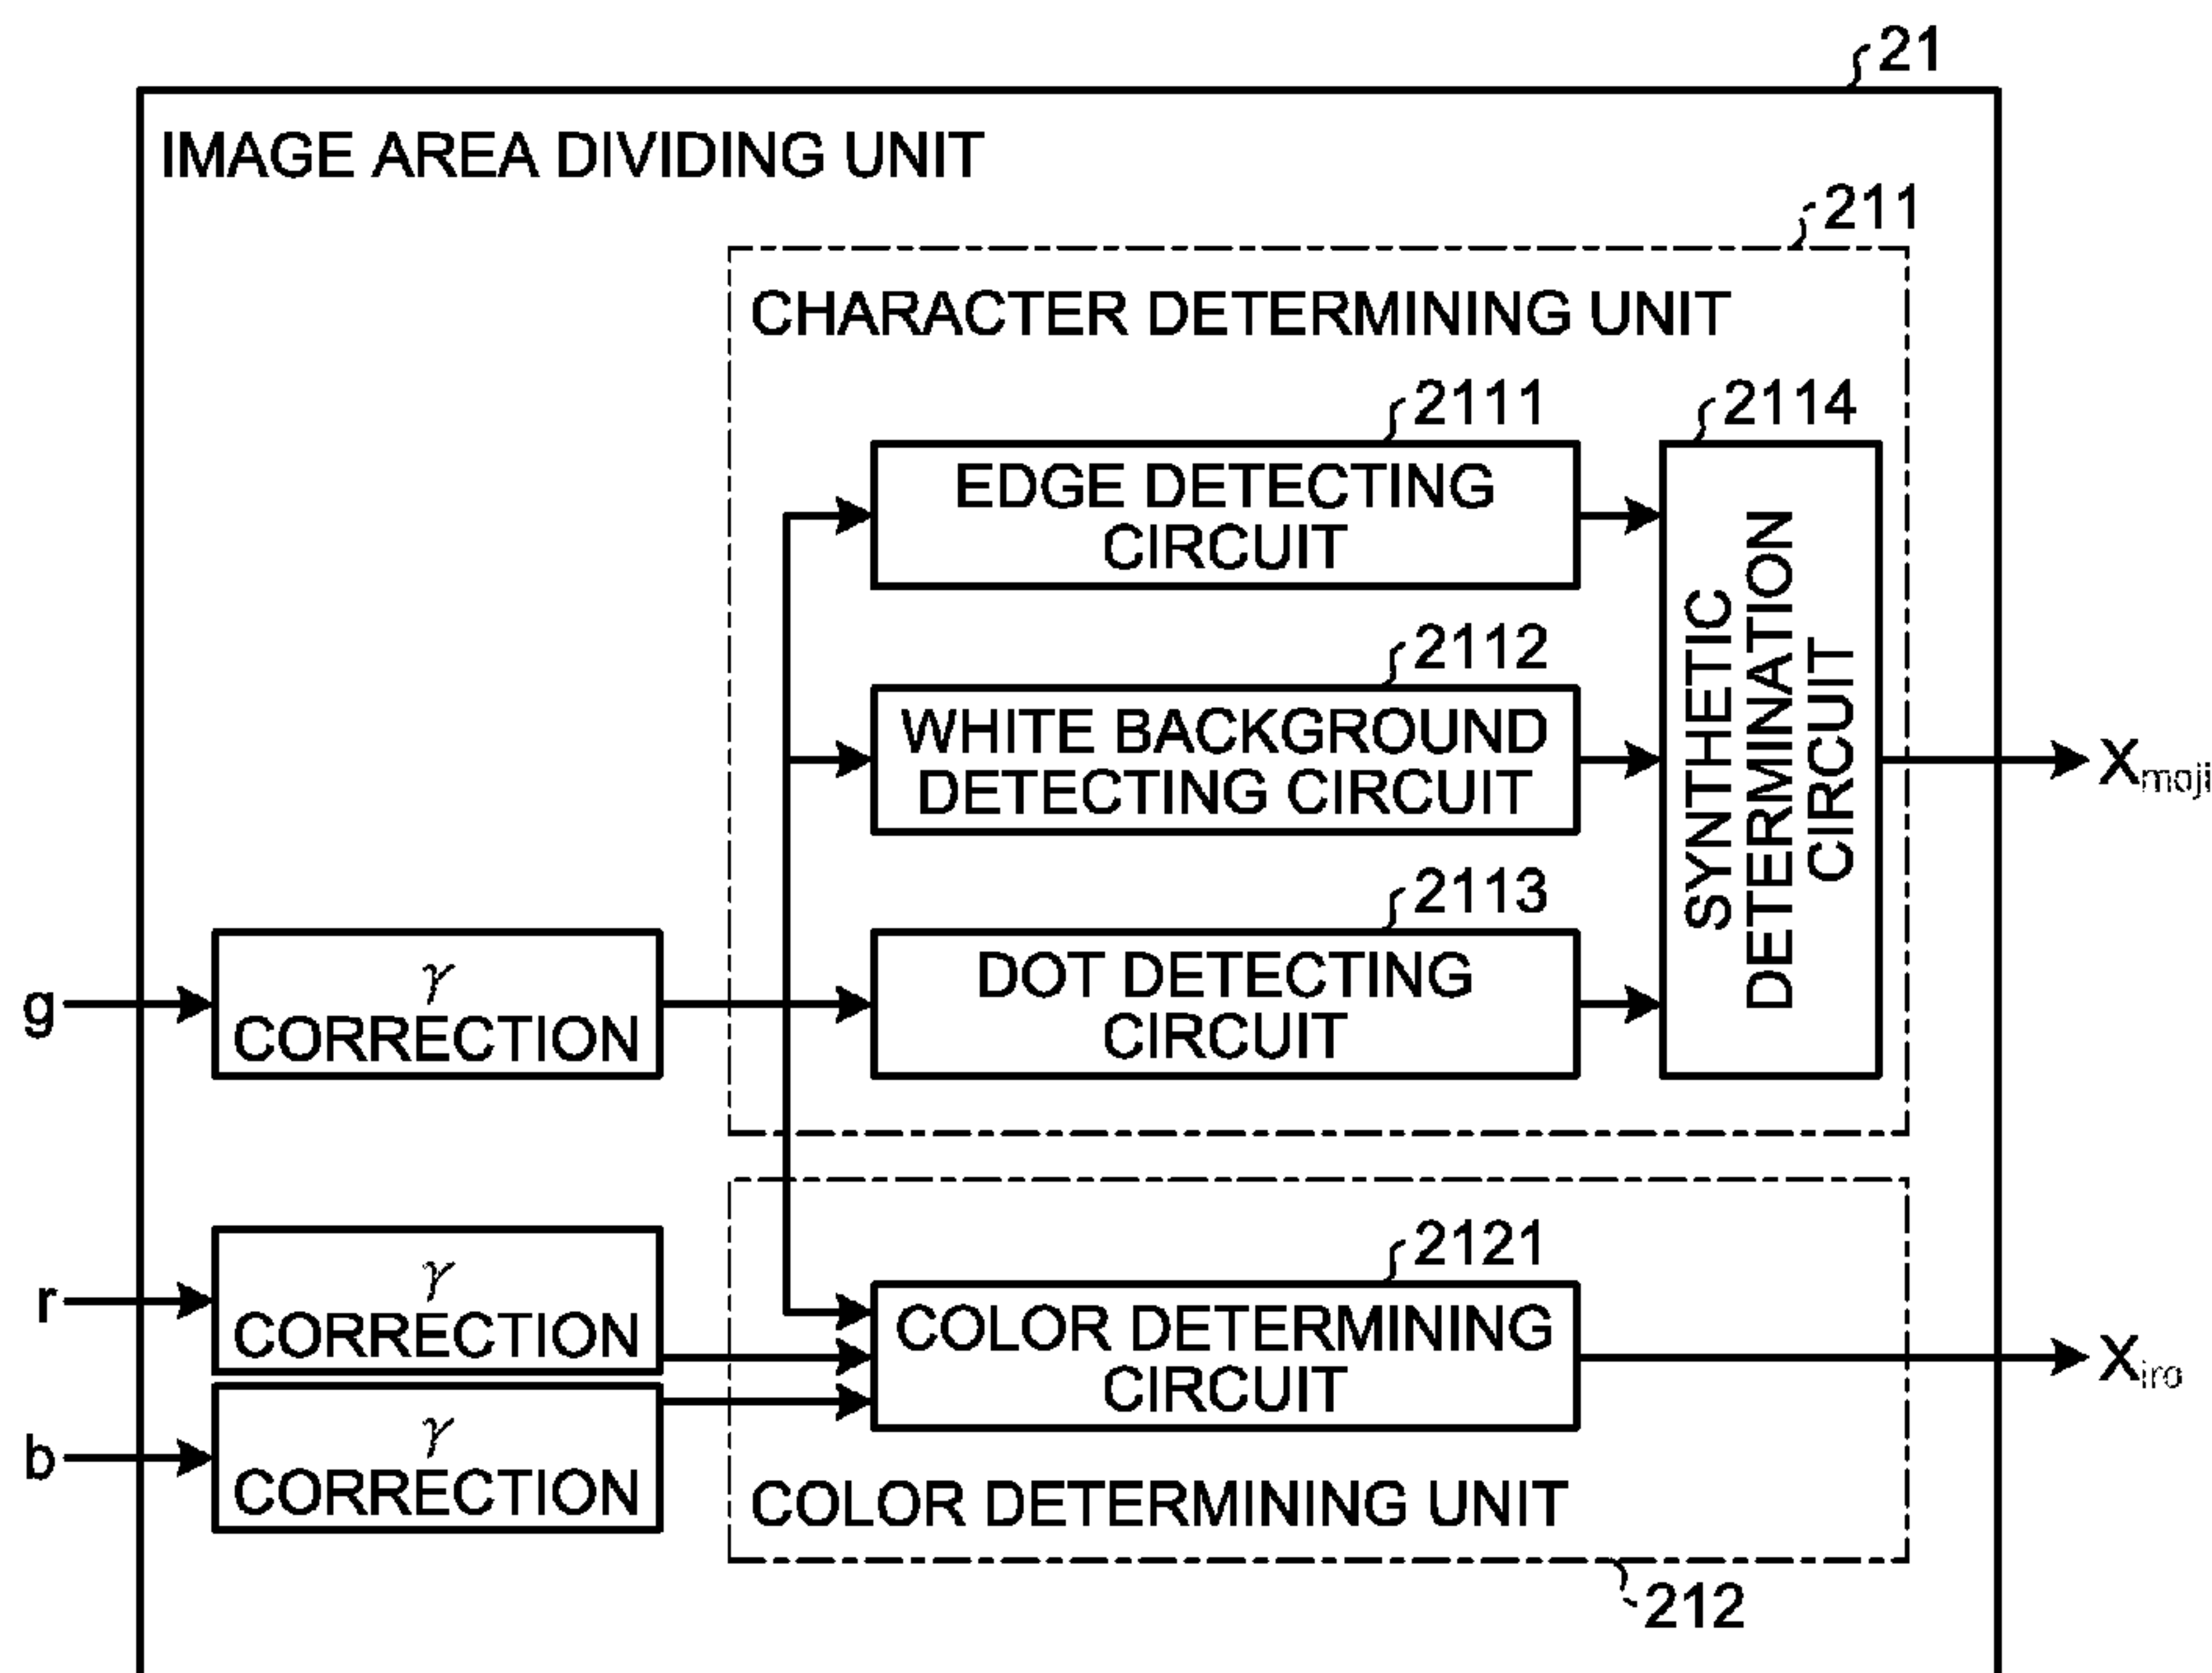 21
IMAGE AREA DIVIDING UNIT
211
CHARACTER DETERMINING UNIT
2111
EDGE DETECTING
CIRCUIT
2112
WHITE BACKGROUND
DETECTING CIRCUIT
2113
DOT DETECTING
CIRCUIT
2114
SYNTHETIC
DETERMINATION
CIRCUIT
Xmoji
g
γ
CORRECTION
r
γ
CORRECTION
b
γ
CORRECTION
2121
COLOR DETERMINING
CIRCUIT
Xiro
COLOR DETERMINING UNIT
212